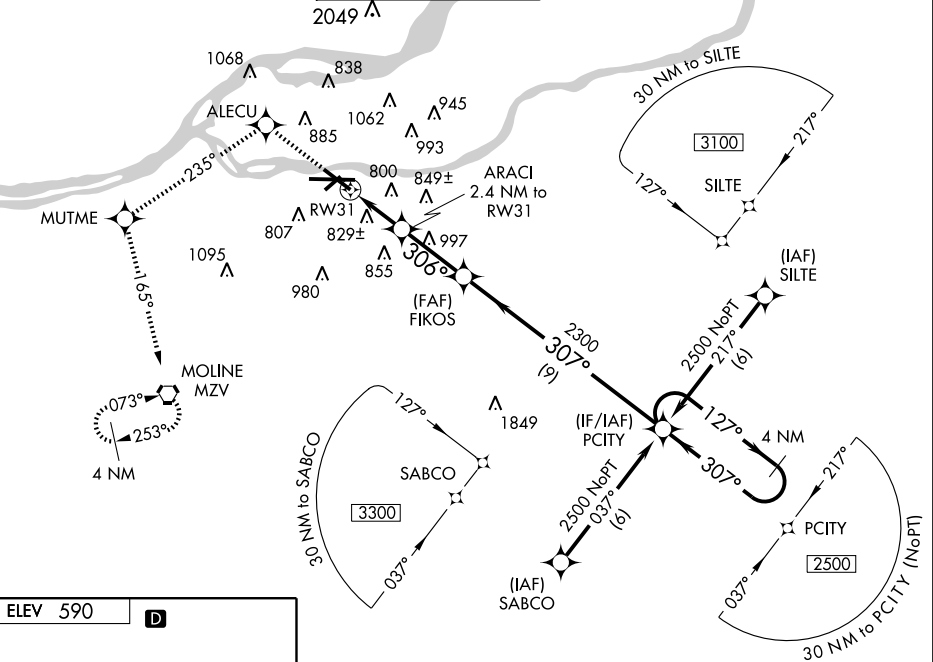 2049
1068
838
ALECU
1062
945
885
993
30 NM to SILTE
3100
217°
127°
SILTE
235°
800
849±
ARACI
2.4 NM to
RW31
MUTME
RW31
807
829±
997
855
306°
1095
980
165°
(FAF)
FIKOS
(IAF)
SILTE
2500 NoPT
217°
(6)
2300
307°
(9)
MOLINE
MZV
073°
253°
4 NM
127°
1849
(IF/IAF)
PCITY
127°
4 NM
307°
30 NM to SABCO
SABCO
3300
037°
2500 NoPT
037°
(6)
217°
PCITY
2500
037°
30 NM to PCITY (NoPT)
(IAF)
SABCO
ELEV 590
D